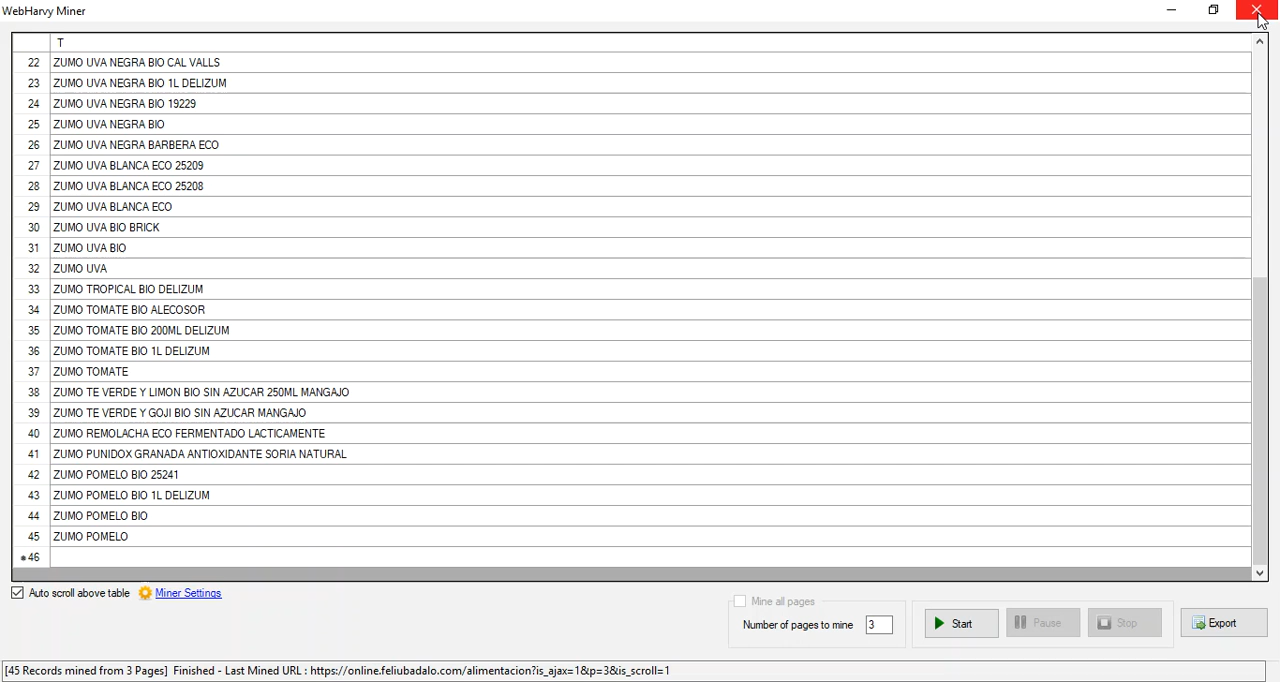 WebHarvy Miner
T
22 ZUMO UVA NEGRA BIO CAL VALLS
23 ZUMO UVA NEGRA BIO 1L DELIZUM
24 ZUMO UVA NEGRA BIO 19229
25 ZUMO UVA NEGRA BIO
26 ZUMO UVA NEGRA BARBERA ECO
27 ZUMO UVA BLANCA ECO 25209
28 ZUMO UVA BLANCA ECO 25208
29 ZUMO UVA BLANCA ECO
30 ZUMO UVA BIO BRICK
31 ZUMO UVA BIO
32 ZUMO UVA
33 ZUMO TROPICAL BIO DELIZUM
34 ZUMO TOMATE BIO ALECOSOR
35 ZUMO TOMATE BIO 200ML DELIZUM
36 ZUMO TOMATE BIO 1L DELIZUM
37 ZUMO TOMATE
38 ZUMO TE VERDE Y LIMON BIO SIN AZUCAR 250ML MANGAJO
39 ZUMO TE VERDE Y GOJI BIO SIN AZUCAR MANGAJO
40 ZUMO REMOLACHA ECO FERMENTADO LACTICAMENTE
41 ZUMO PUNIDOX GRANADA ANTIOXIDANTE SORIA NATURAL
42 ZUMO POMELO BIO 25241
43 ZUMO POMELO BIO 1L DELIZUM
44 ZUMO POMELO BIO
45 ZUMO POMELO
*46
Auto scroll above table Miner Settings
Mine all pages
Number of pages to mine 3 Start Pause Stop Export
[45 Records mined from 3 Pages] Finished - Last Mined URL : https://online.feliubadalo.com/alimentacion?is_ajax=1&p=3&is_scroll=1